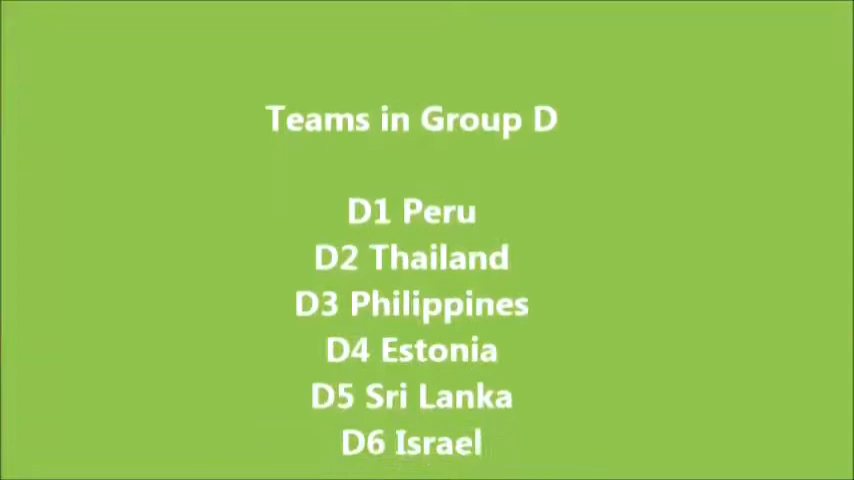 Teams in Group D
D1 Peru
D2 Thailand
D3 Philippines
D4 Estonia
D5 Sri Lanka
D6 Israel